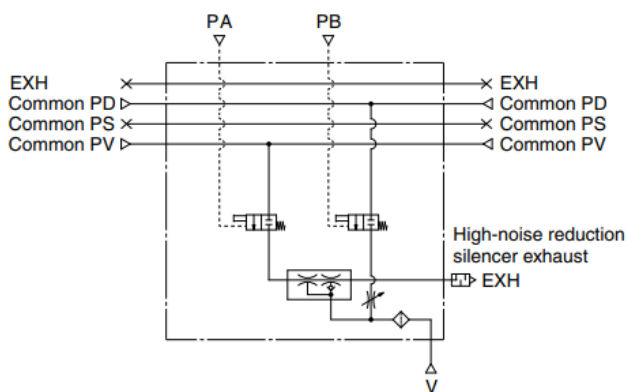 PA PB
EXH EXH
Common PD Common PD
Common PS Common PS
Common PV Common PV
High-noise reduction
silencer exhaust
EXH
V